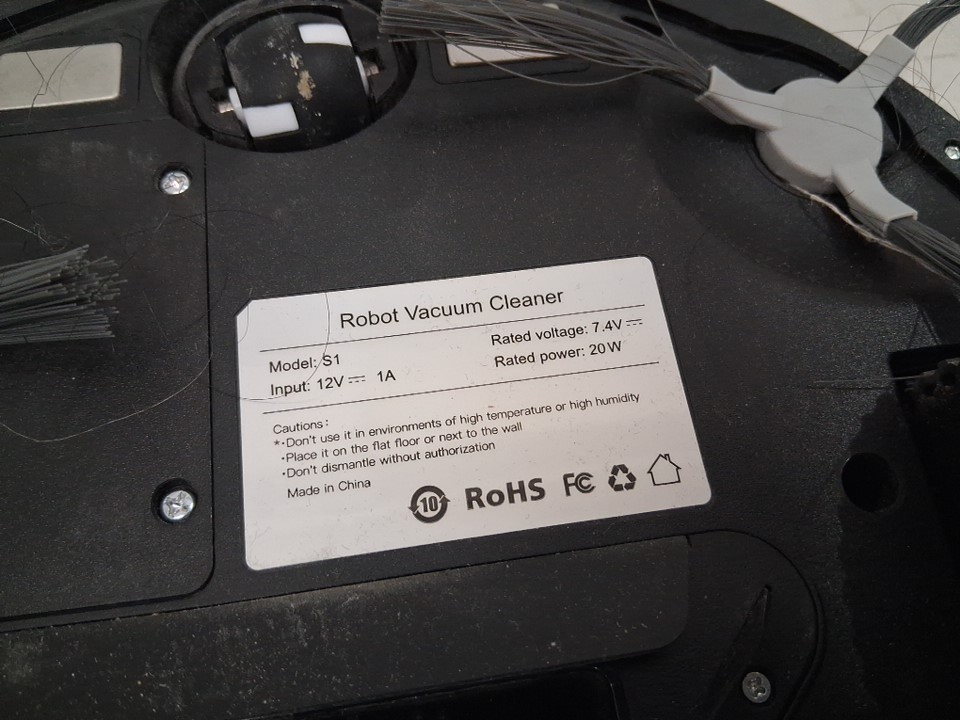 Robot Vacuum Cleaner
Model: S1
Rated voltage: 7.4V⎓
Input: 12V⎓ 1A
Rated power: 20W
Cautions:
*·Don't use it in environments of high temperature or high humidity
·Place it on the flat floor or next to the wall
·Don't dismantle without authorization
Made in China
10 RoHS FC